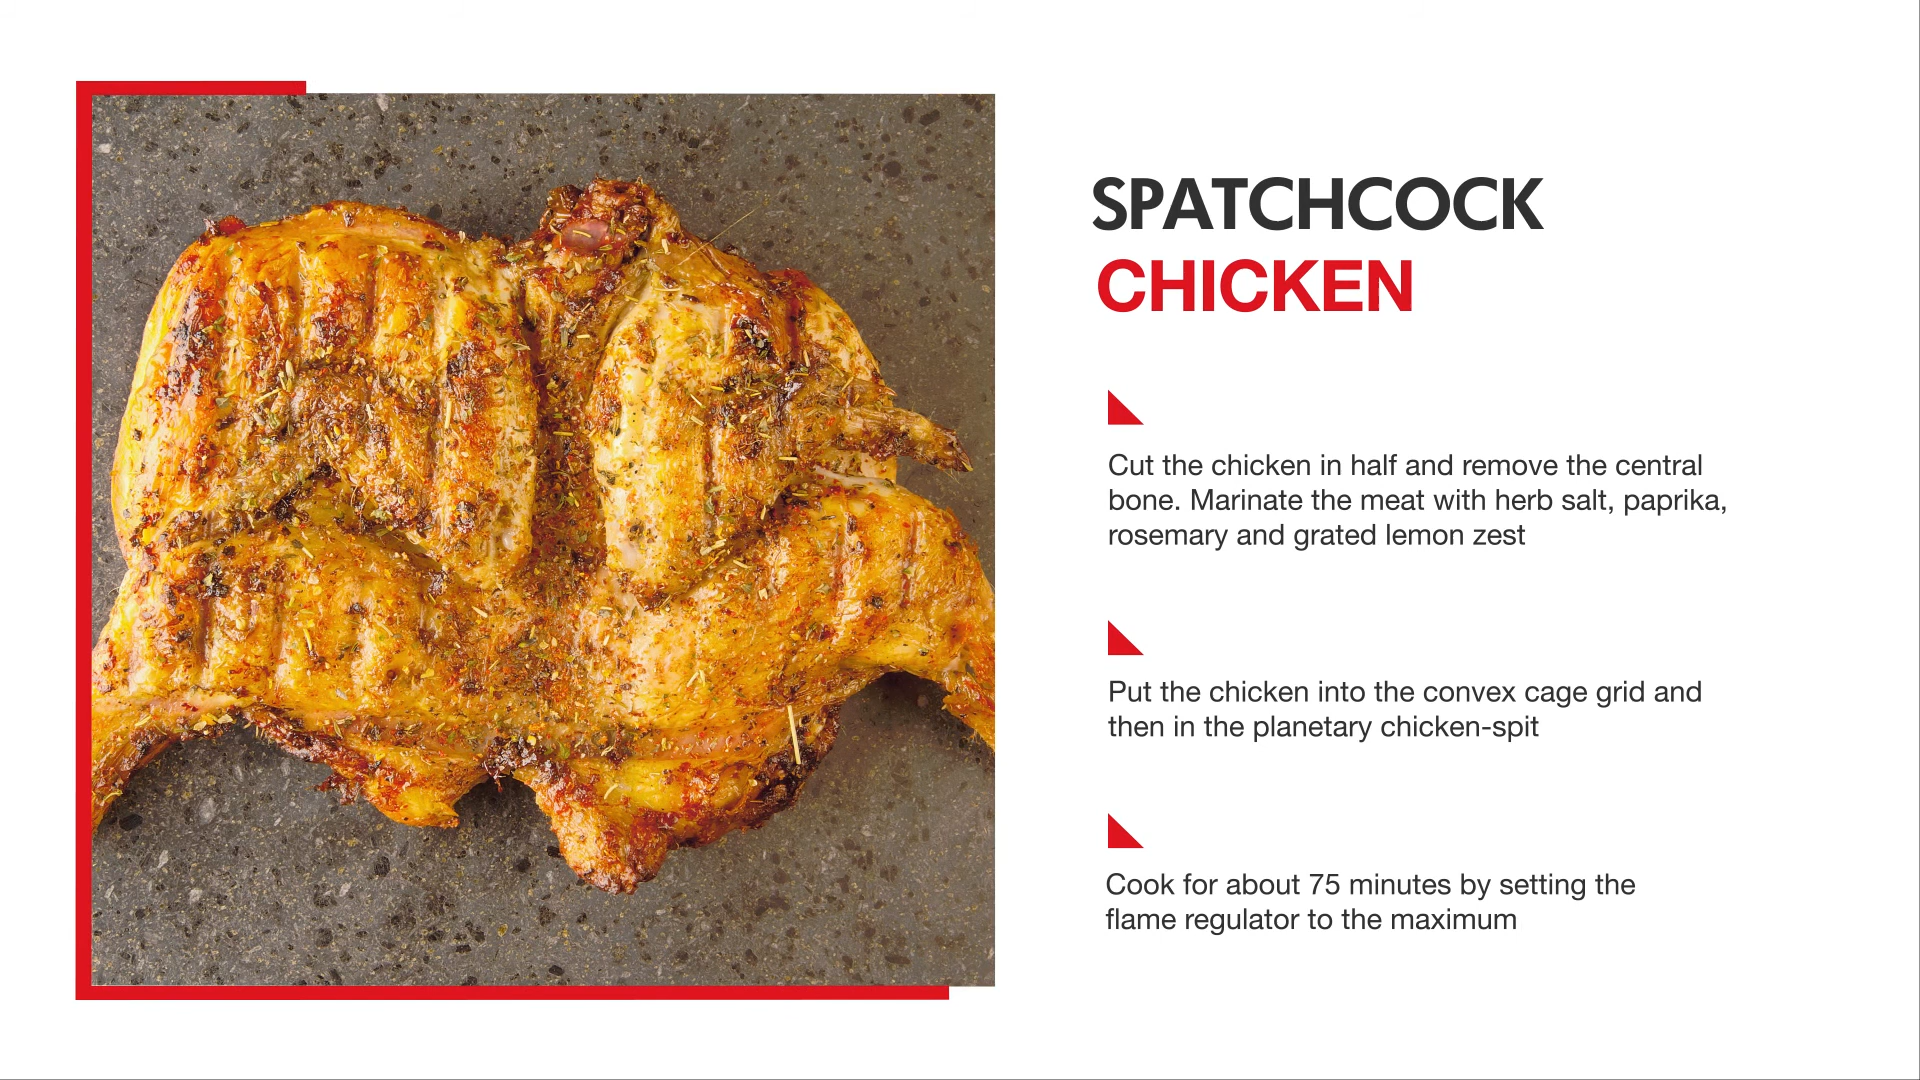 SPATCHCOCK
CHICKEN
Cut the chicken in half and remove the central
bone. Marinate the meat with herb salt, paprika,
rosemary and grated lemon zest
Put the chicken into the convex cage grid and
then in the planetary chicken-spit
Cook for about 75 minutes by setting the
flame regulator to the maximum